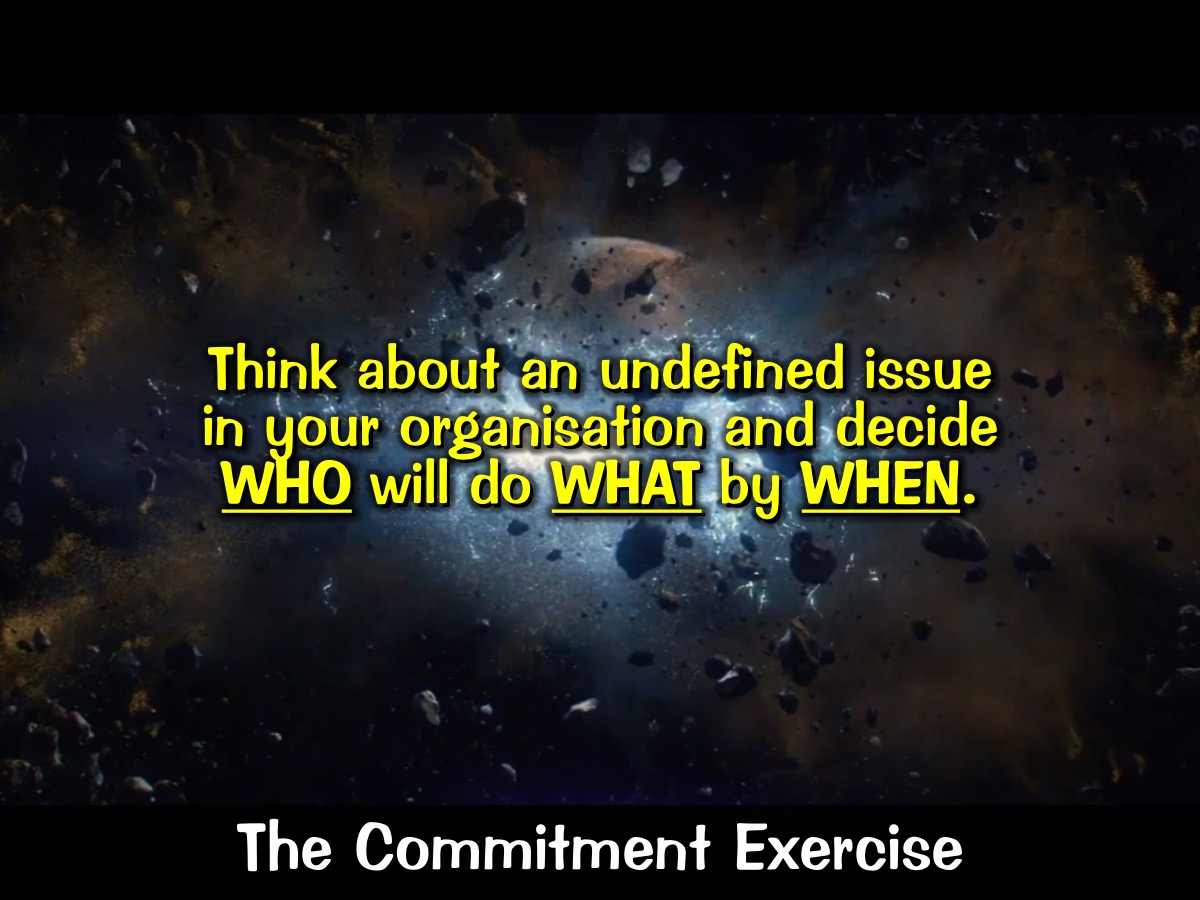 Think about an undefined issue
in your organisation and decide
WHO will do WHAT by WHEN.
The Commitment Exercise